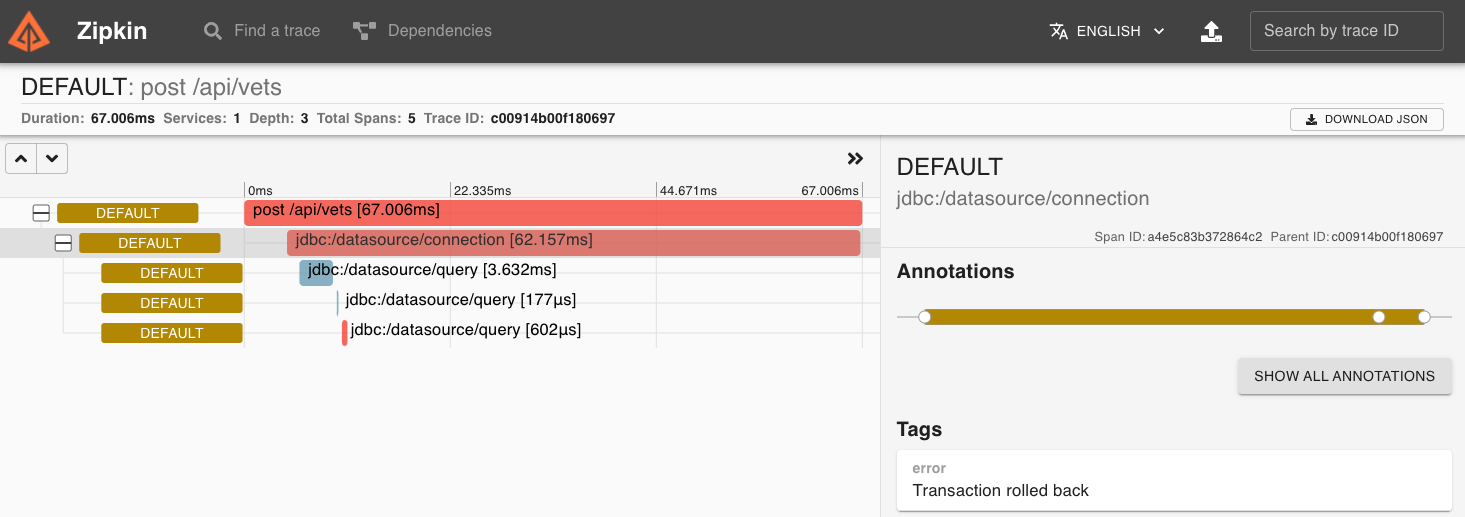 Zipkin Find a trace Dependencies ENGLISH Search by trace ID
DEFAULT: post /api/vets
Duration: 67.006ms Services: 1 Depth: 3 Total Spans: 5 Trace ID: c00914b00f180697 DOWNLOAD JSON
0ms 22.335ms 44.671ms 67.006ms
DEFAULT post /api/vets [67.006ms]
DEFAULT jdbc:/datasource/connection [62.157ms]
DEFAULT jdbc:/datasource/query [3.632ms]
DEFAULT jdbc:/datasource/query [177µs]
DEFAULT jdbc:/datasource/query [602µs]
DEFAULT
jdbc:/datasource/connection
Span ID: a4e5c83b372864c2 Parent ID: c00914b00f180697
Annotations
SHOW ALL ANNOTATIONS
Tags
error
Transaction rolled back